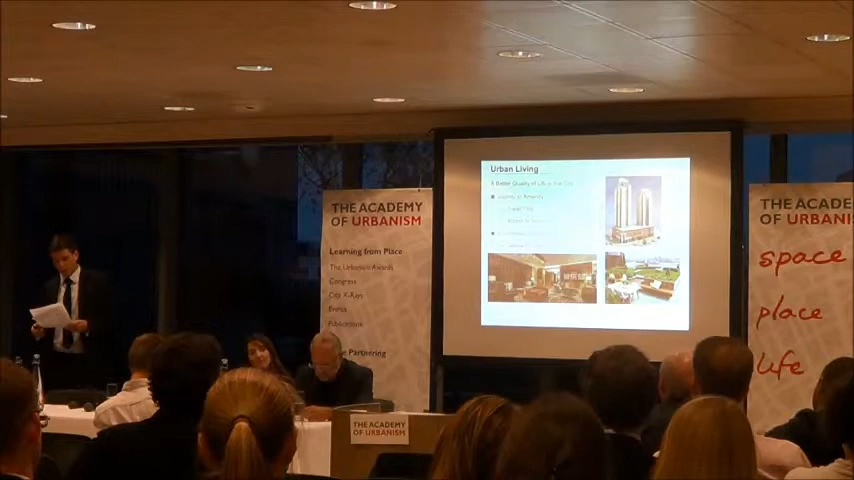 THE ACADEMY
OF URBANISM
Learning from Place
The Urbanism Awards
Congress
City X-Rays
Events
Publications
Partnering
Urban Living
A Better Quality of Life in the City
THE ACADEMY
OF URBANISM
THE ACADE
OF URBANISM
space
place
life